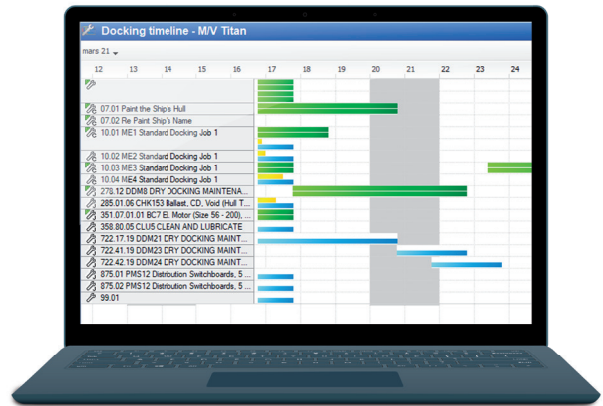 Docking timeline - M/V Titan
mars 21
12 13 14 15 16 17 18 19 20 21 22 23 24
07.01 Paint the Ships Hull
07.02 Re Paint Ship's Name
10.01 ME1 Standard Docking Job 1
10.02 ME2 Standard Docking Job 1
10.03 ME3 Standard Docking Job 1
10.04 ME4 Standard Docking Job 1
278.12 DDM8 DRY DOCKING MAINTENA...
285.01.06 CHK153 Ballast, CD, Void (Hull T...
351.07.01.01 BC7 El. Motor (Size 56 - 200), ...
358.80.05 CLU5 CLEAN AND LUBRICATE
722.17.19 DDM21 DRY DOCKING MAINT...
722.41.19 DDM23 DRY DOCKING MAINT...
722.42.19 DDM24 DRY DOCKING MAINT...
875.01 PMS12 Distribution Switchboards, 5 ...
875.02 PMS12 Distribution Switchboards, 5 ...
99.01